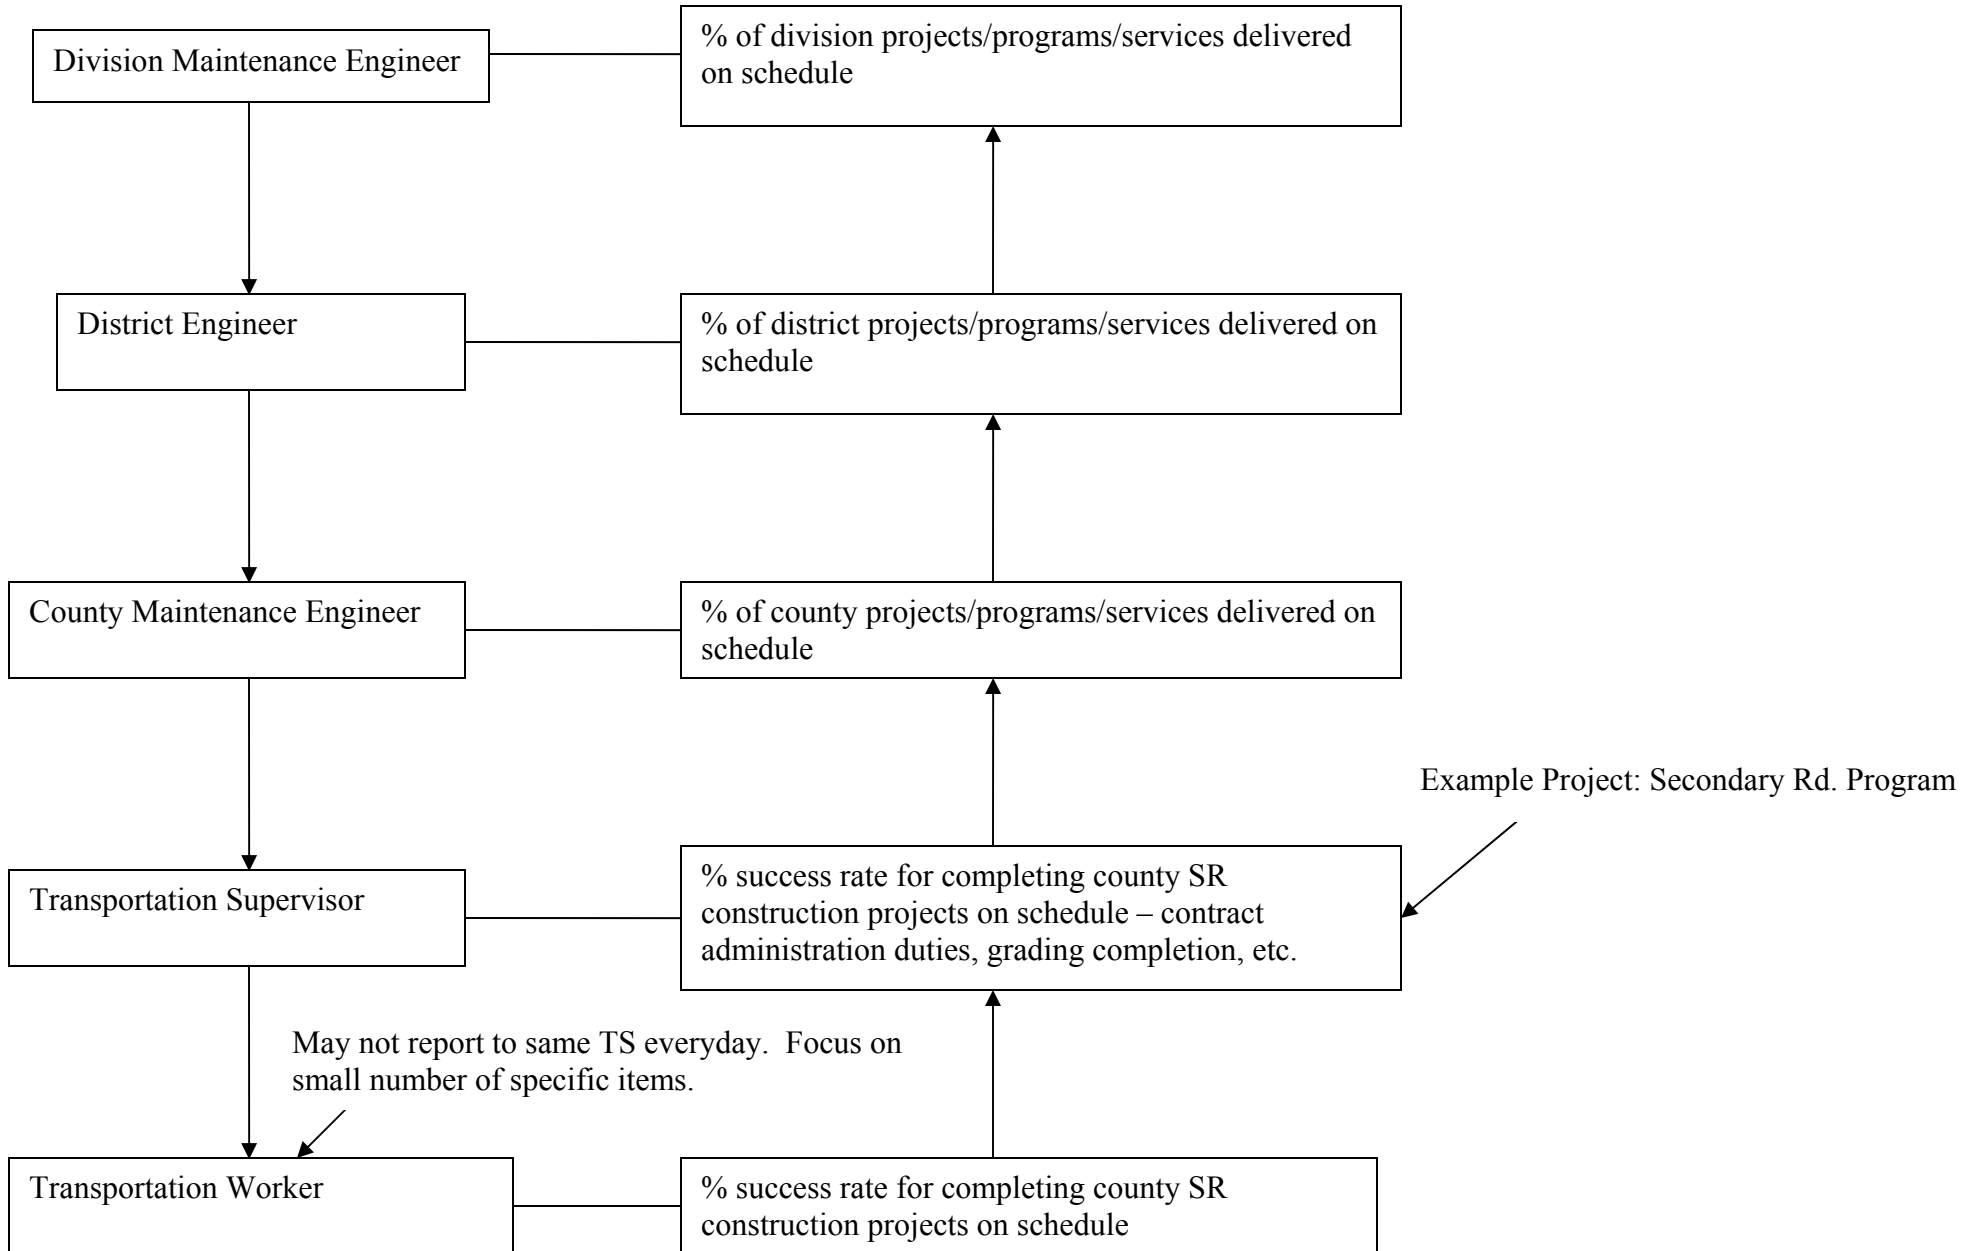 Division Maintenance Engineer
% of division projects/programs/services delivered
on schedule
District Engineer
% of district projects/programs/services delivered on
schedule
County Maintenance Engineer
% of county projects/programs/services delivered on
schedule
Example Project: Secondary Rd. Program
Transportation Supervisor
% success rate for completing county SR
construction projects on schedule – contract
administration duties, grading completion, etc.
May not report to same TS everyday.  Focus on
small number of specific items.
Transportation Worker
% success rate for completing county SR
construction projects on schedule